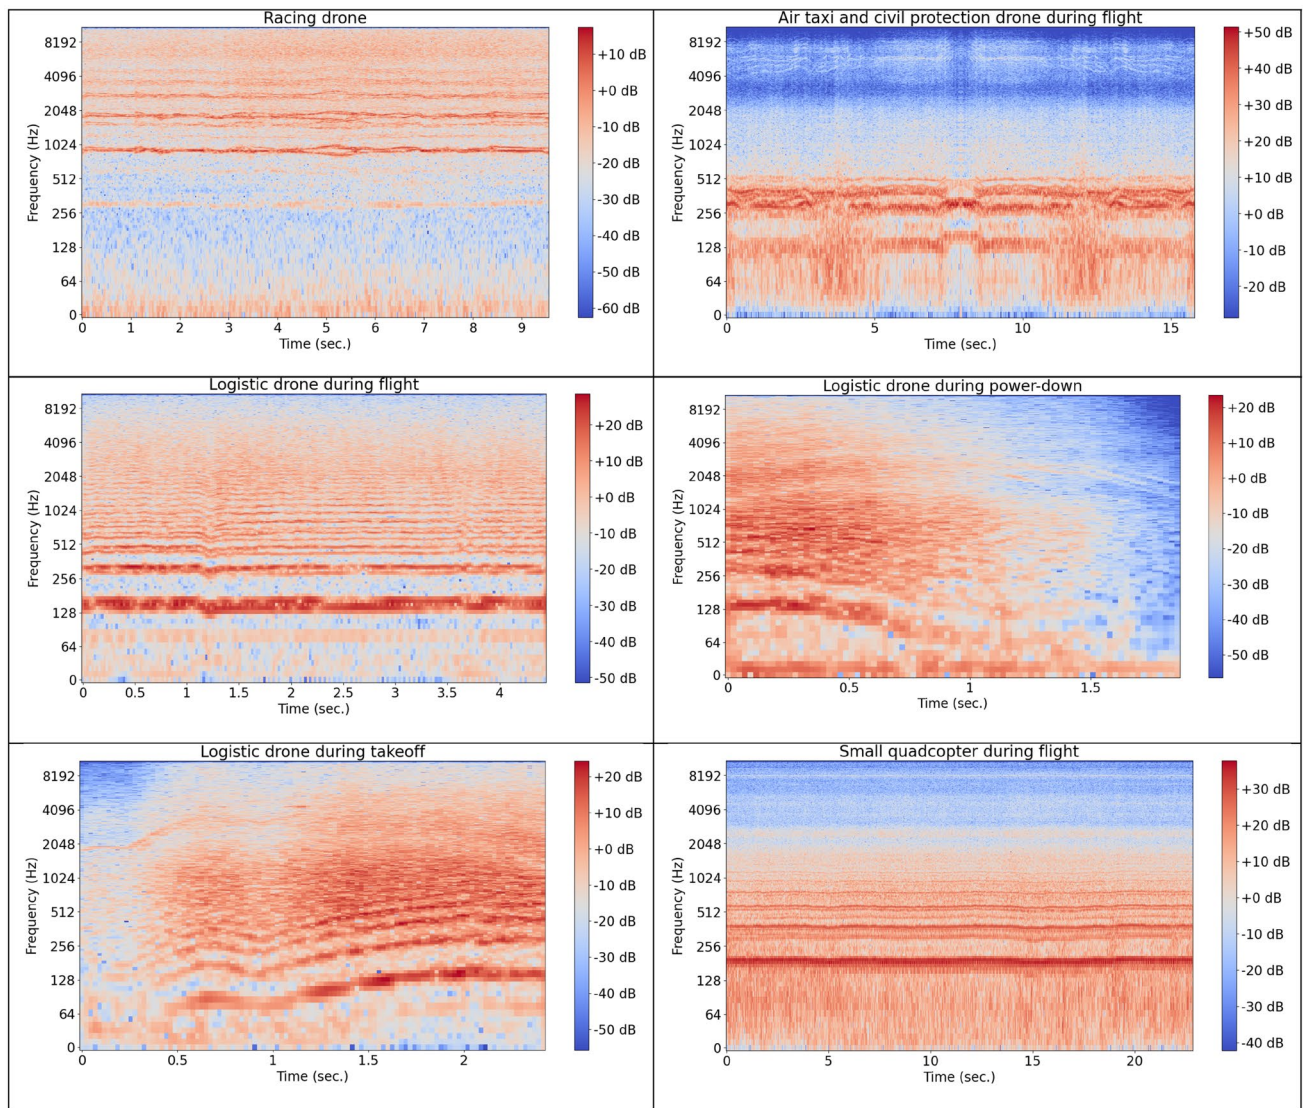 Racing drone
8192
4096
2048
1024
512
256
128
64
0
Frequency (Hz)
0 1 2 3 4 5 6 7 8 9
Time (sec.)
+10 dB
+0 dB
-10 dB
-20 dB
-30 dB
-40 dB
-50 dB
-60 dB
Air taxi and civil protection drone during flight
8192
4096
2048
1024
512
256
128
64
0
Frequency (Hz)
0 5 10 15
Time (sec.)
+50 dB
+40 dB
+30 dB
+20 dB
+10 dB
+0 dB
-10 dB
-20 dB
Logistic drone during flight
8192
4096
2048
1024
512
256
128
64
0
Frequency (Hz)
0 0.5 1 1.5 2 2.5 3 3.5 4
Time (sec.)
+20 dB
+10 dB
+0 dB
-10 dB
-20 dB
-30 dB
-40 dB
-50 dB
Logistic drone during power-down
8192
4096
2048
1024
512
256
128
64
0
Frequency (Hz)
0 0.5 1 1.5
Time (sec.)
+20 dB
+10 dB
+0 dB
-10 dB
-20 dB
-30 dB
-40 dB
-50 dB
Logistic drone during takeoff
8192
4096
2048
1024
512
256
128
64
0
Frequency (Hz)
0 0.5 1 1.5 2
Time (sec.)
+20 dB
+10 dB
+0 dB
-10 dB
-20 dB
-30 dB
-40 dB
-50 dB
Small quadcopter during flight
8192
4096
2048
1024
512
256
128
64
0
Frequency (Hz)
0 5 10 15 20
Time (sec.)
+30 dB
+20 dB
+10 dB
+0 dB
-10 dB
-20 dB
-30 dB
-40 dB